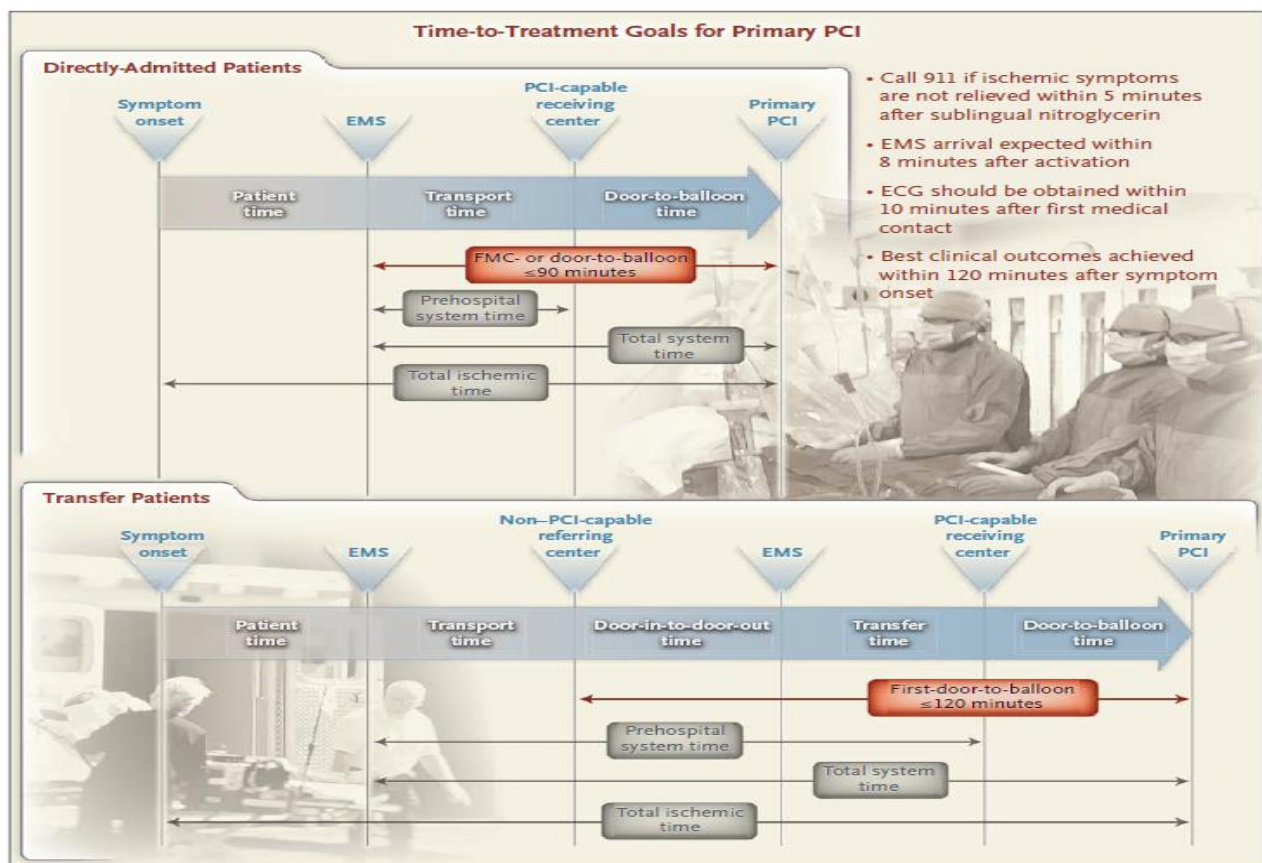 Time-to-Treatment Goals for Primary PCI
Directly-Admitted Patients
Symptom
onset
EMS
PCI-capable
receiving
center
Primary
PCI
Patient
time
Transport
time
Door-to-balloon
time
FMC- or door-to-balloon
≤90 minutes
Prehospital
system time
Total system
time
Total ischemic
time
• Call 911 if ischemic symptoms
are not relieved within 5 minutes
after sublingual nitroglycerin
• EMS arrival expected within
8 minutes after activation
• ECG should be obtained within
10 minutes after first medical
contact
• Best clinical outcomes achieved
within 120 minutes after symptom
onset
Transfer Patients
Symptom
onset
EMS
Non–PCI-capable
referring
center
EMS
PCI-capable
receiving
center
Primary
PCI
Patient
time
Transport
time
Door-in-to-door-out
time
Transfer
time
Door-to-balloon
time
First-door-to-balloon
≤120 minutes
Prehospital
system time
Total system
time
Total ischemic
time